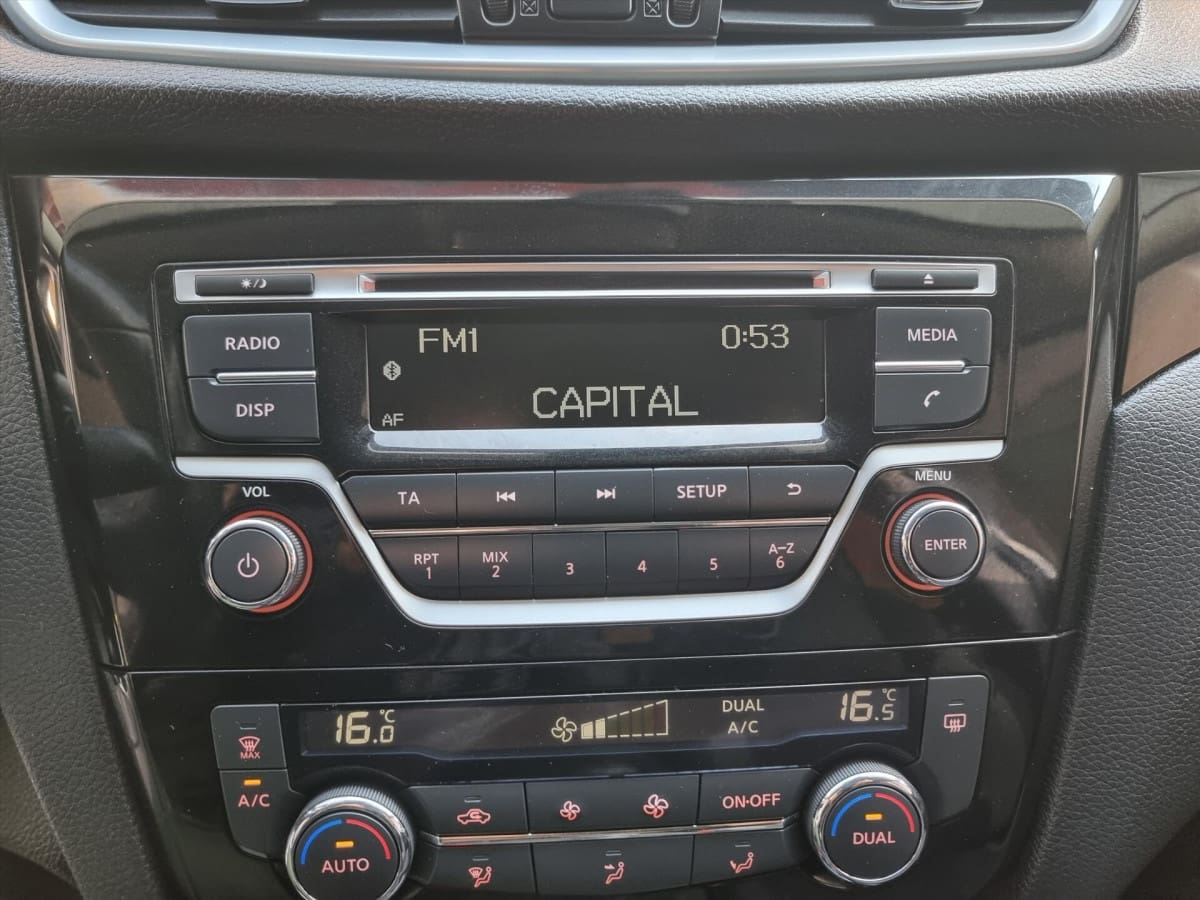 RADIO
DISP
FM1 0:53
CAPITAL
AF
MEDIA
VOL
MENU
TA
SETUP
RPT MIX A-Z
1 2 3 4 5 6
ENTER
16.0 °C
DUAL
A/C
16.5 °C
MAX
A/C
AUTO
ON·OFF
DUAL